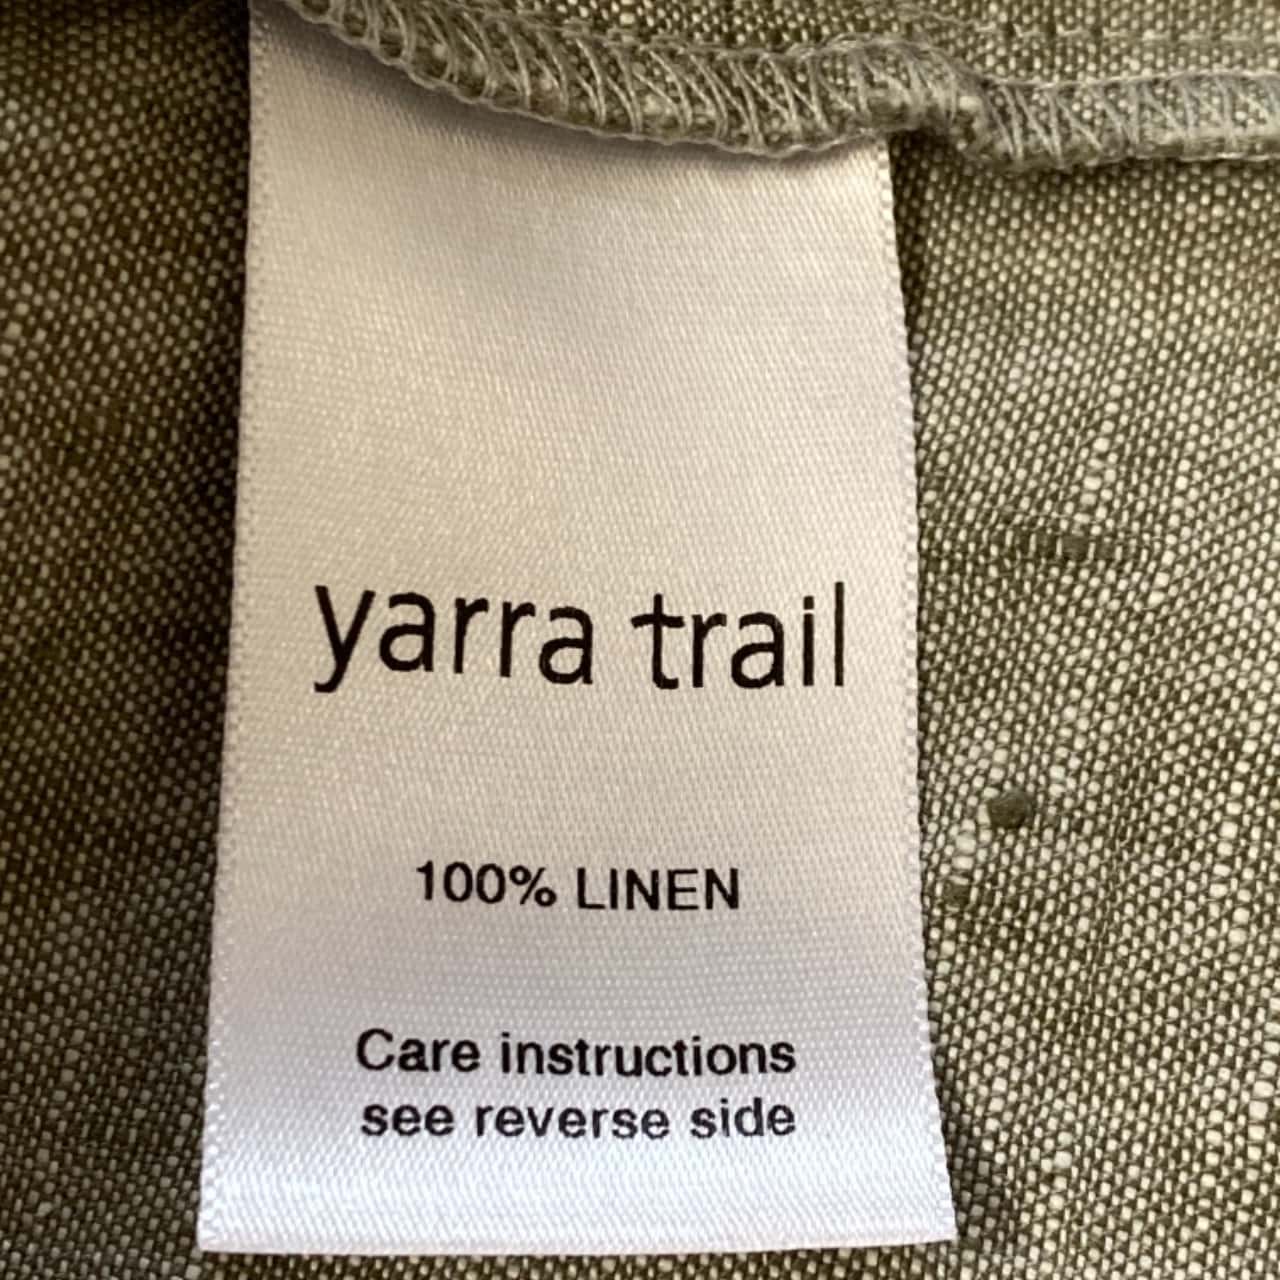 yarra trail
100% LINEN
Care instructions
see reverse side